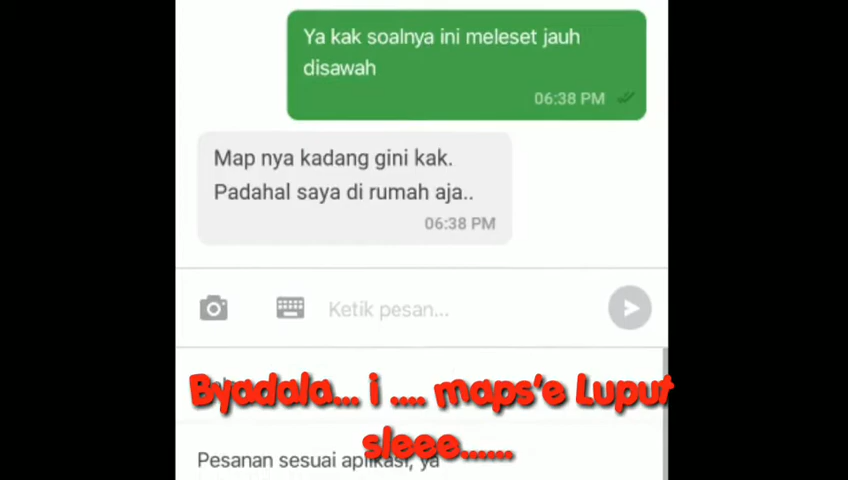 Ya kak soalnya ini meleset jauh
disawah
06:38 PM
Map nya kadang gini kak.
Padahal saya di rumah aja..
06:38 PM
Ketik pesan...
Byadala... i .... maps'e Luput
sleee......
Pesanan sesuai aplikasi, ya